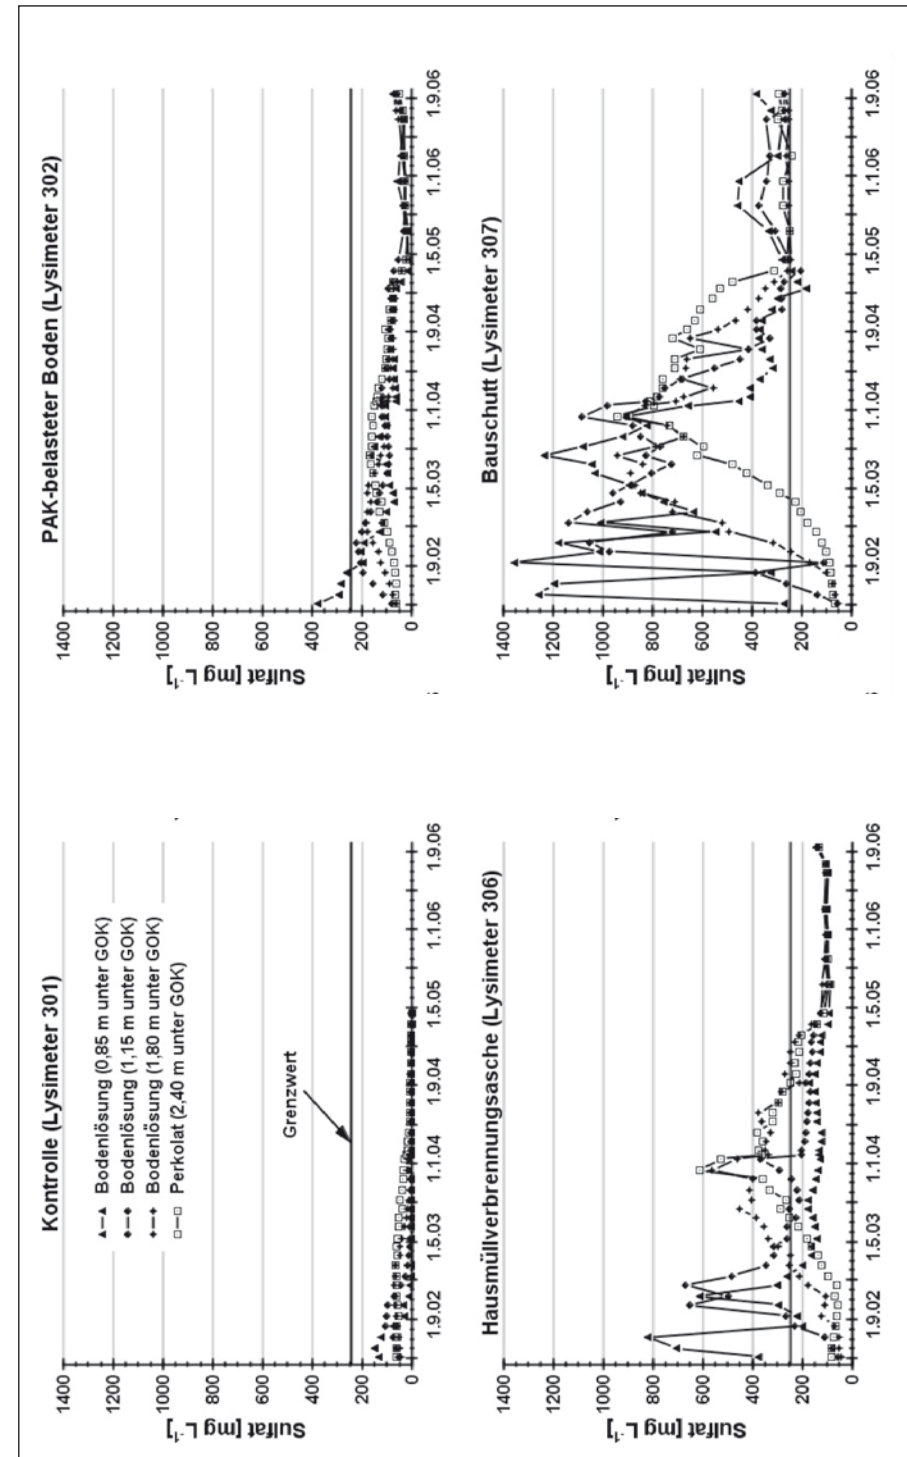 Kontrolle (Lysimeter 301)
Sulfat [mg L⁻¹]
1400
1200
1000
800
600
400
200
0
Bodenlösung (0,85 m unter GOK)
Bodenlösung (1,15 m unter GOK)
Bodenlösung (1,80 m unter GOK)
Perkolat (2,40 m unter GOK)
Grenzwert
1.9.02 1.5.03 1.1.04 1.9.04 1.5.05 1.1.06 1.9.06
PAK-belasteter Boden (Lysimeter 302)
Sulfat [mg L⁻¹]
1400
1200
1000
800
600
400
200
0
1.9.02 1.5.03 1.1.04 1.9.04 1.5.05 1.1.06 1.9.06
Hausmüllverbrennungsasche (Lysimeter 306)
Sulfat [mg L⁻¹]
1400
1200
1000
800
600
400
200
0
1.9.02 1.5.03 1.1.04 1.9.04 1.5.05 1.1.06 1.9.06
Bauschutt (Lysimeter 307)
Sulfat [mg L⁻¹]
1400
1200
1000
800
600
400
200
0
1.9.02 1.5.03 1.1.04 1.9.04 1.5.05 1.1.06 1.9.06